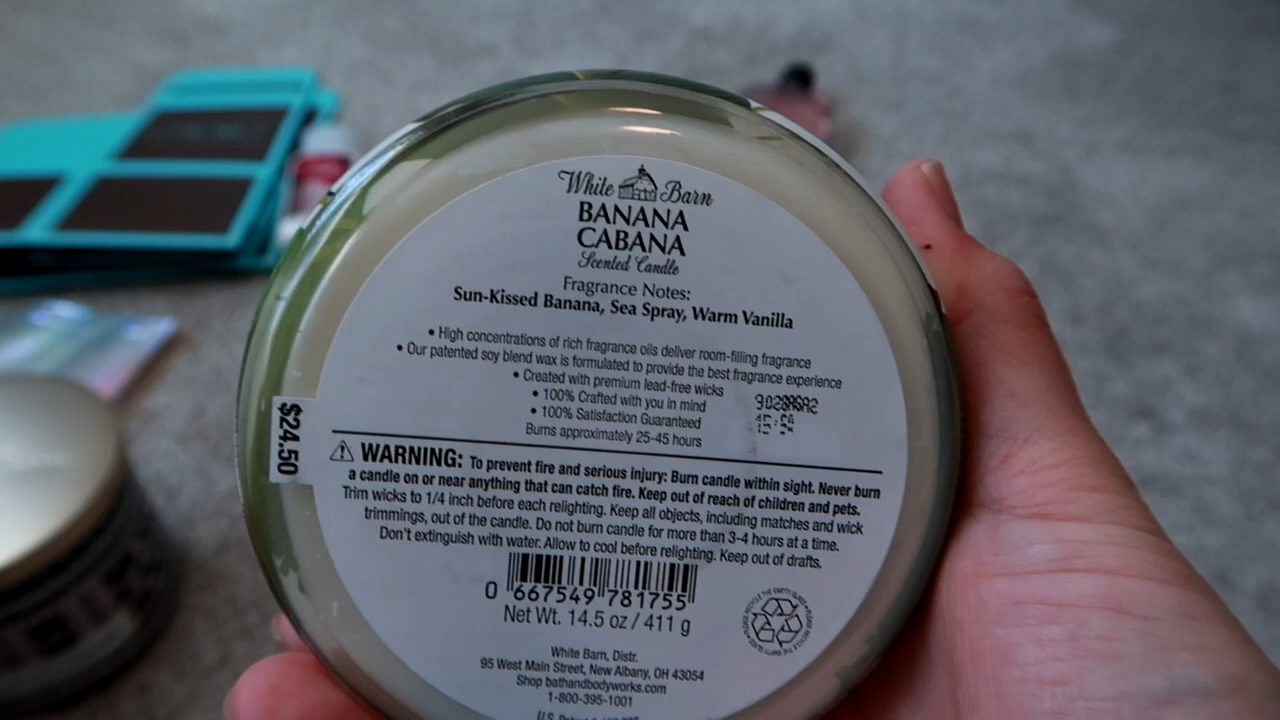 White Barn
BANANA
CABANA
Scented Candle
Fragrance Notes:
Sun-Kissed Banana, Sea Spray, Warm Vanilla
• High concentrations of rich fragrance oils deliver room-filling fragrance
• Our patented soy blend wax is formulated to provide the best fragrance experience
• Created with premium lead-free wicks
• 100% Crafted with you in mind
• 100% Satisfaction Guaranteed
Burns approximately 25-45 hours
$24.50
WARNING: To prevent fire and serious injury: Burn candle within sight. Never burn
a candle on or near anything that can catch fire. Keep out of reach of children and pets.
Trim wicks to 1/4 inch before each relighting. Keep all objects, including matches and wick
trimmings, out of the candle. Do not burn candle for more than 3-4 hours at a time.
Don't extinguish with water. Allow to cool before relighting. Keep out of drafts.
0 667549 781755
Net Wt. 14.5 oz / 411 g
White Barn, Distr.
95 West Main Street, New Albany, OH 43054
Shop bathandbodyworks.com
1-800-395-1001